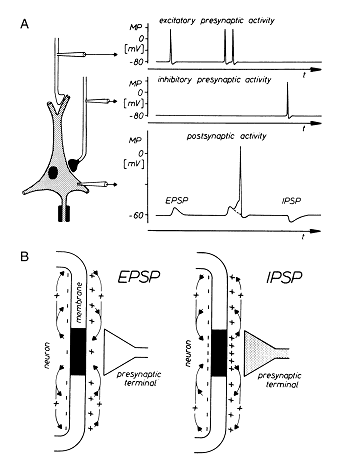 A
MP
0
[mV]
-80
excitatory presynaptic activity
t
MP
0
[mV]
-80
inhibitory presynaptic activity
t
MP
0
[mV]
-60
postsynaptic activity
EPSP
IPSP
t
B
EPSP
membrane
neuron
presynaptic
terminal
IPSP
neuron
presynaptic
terminal